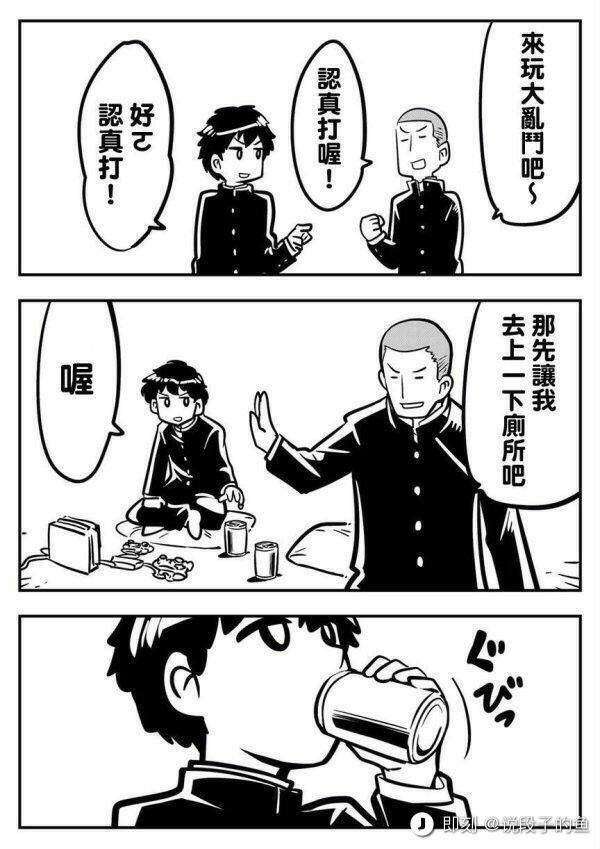 來玩大亂鬥吧～
認真打喔！
好ㄛ
認真打！
那先讓我
去上一下廁所吧
喔
ぐびっ
即刻 @说段子的鱼